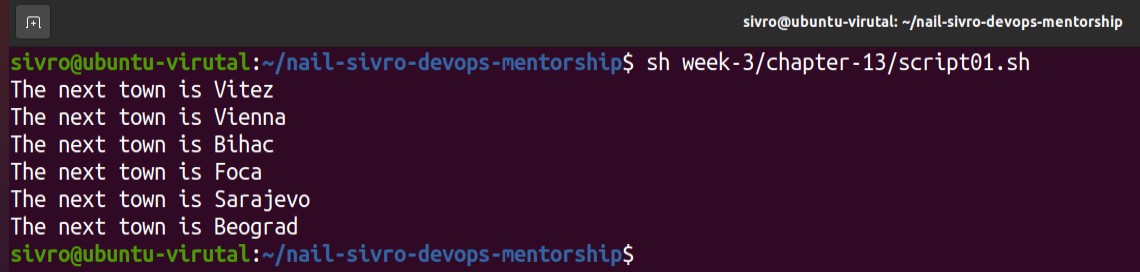 sivro@ubuntu-virutal: ~/nail-sivro-devops-mentorship
sivro@ubuntu-virutal:~/nail-sivro-devops-mentorship$ sh week-3/chapter-13/script01.sh
The next town is Vitez
The next town is Vienna
The next town is Bihac
The next town is Foca
The next town is Sarajevo
The next town is Beograd
sivro@ubuntu-virutal:~/nail-sivro-devops-mentorship$